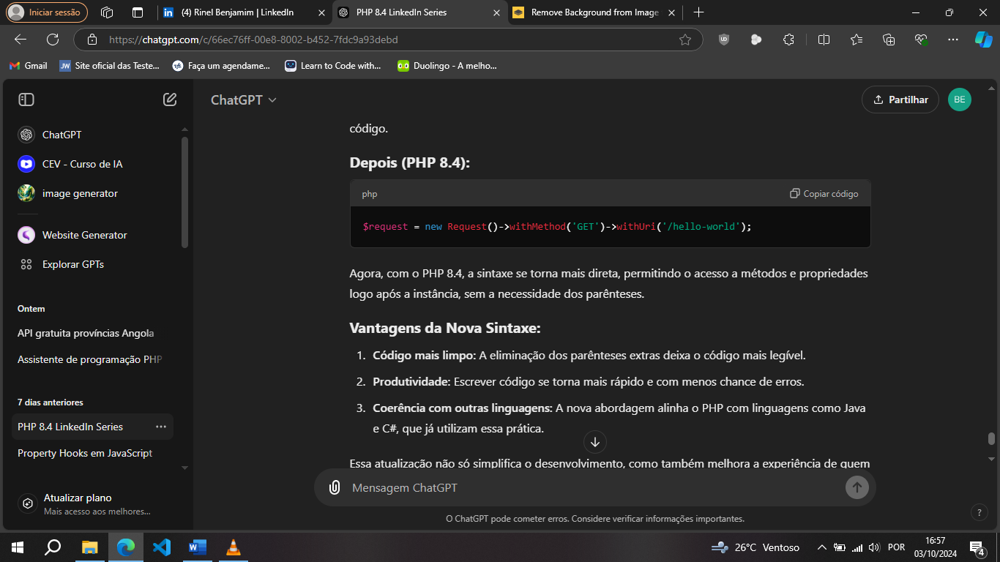 Iniciar sessão
(4) Rinel Benjamim | LinkedIn
PHP 8.4 LinkedIn Series
Remove Background from Image
https://chatgpt.com/c/66ec76ff-00e8-8002-b452-7fdc9a93debd
Gmail
JW
Site oficial das Teste...
vfs
Faça um agendame...
Learn to Code with...
Duolingo - A melho...
ChatGPT
CEV - Curso de IA
image generator
Website Generator
Explorar GPTs
Ontem
API gratuita províncias Angola
Assistente de programação PHP
7 dias anteriores
PHP 8.4 LinkedIn Series
Property Hooks em JavaScript
Atualizar plano
Mais acesso aos melhores...
ChatGPT
Partilhar
BE
código.
Depois (PHP 8.4):
php
Copiar código
$request = new Request()->withMethod('GET')->withUri('/hello-world');
Agora, com o PHP 8.4, a sintaxe se torna mais direta, permitindo o acesso a métodos e propriedades
logo após a instância, sem a necessidade dos parênteses.
Vantagens da Nova Sintaxe:
1. Código mais limpo: A eliminação dos parênteses extras deixa o código mais legível.
2. Produtividade: Escrever código se torna mais rápido e com menos chance de erros.
3. Coerência com outras linguagens: A nova abordagem alinha o PHP com linguagens como Java
e C#, que já utilizam essa prática.
Essa atualização não só simplifica o desenvolvimento, como também melhora a experiência de quem
Mensagem ChatGPT
O ChatGPT pode cometer erros. Considere verificar informações importantes.
?
26°C Ventoso
POR
16:57
03/10/2024
4